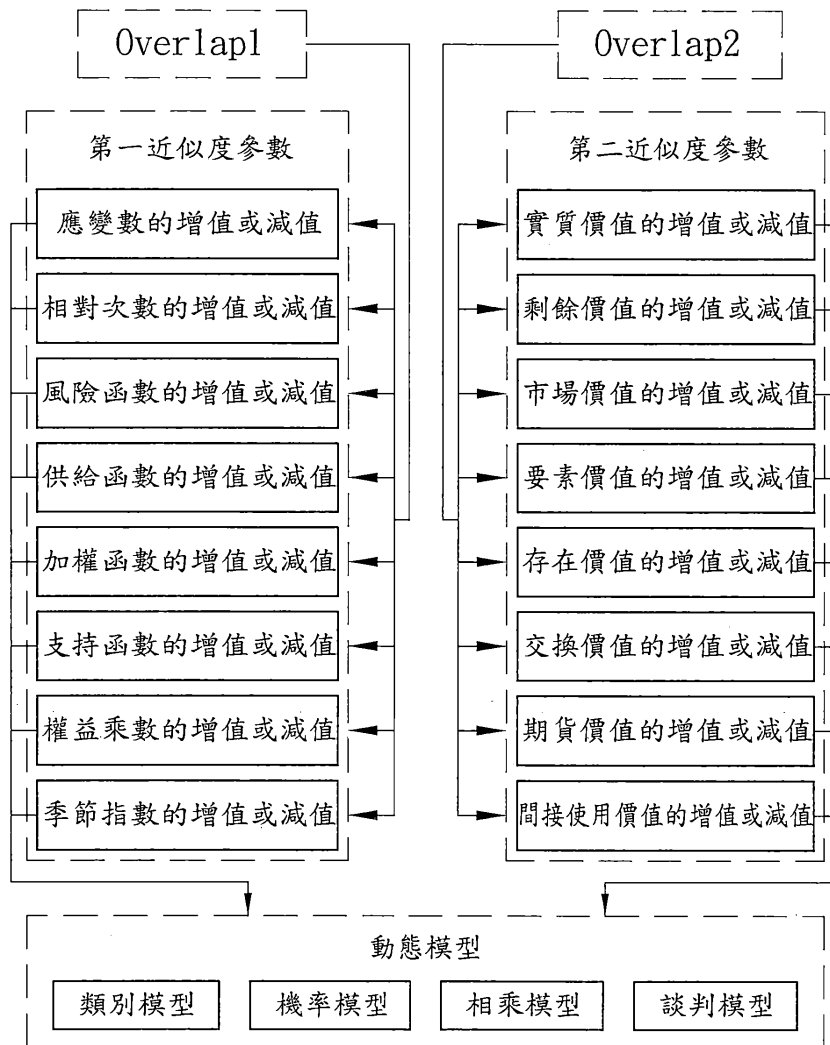 Overlap1
Overlap2
第一近似度參數
應變數的增值或減值
相對次數的增值或減值
風險函數的增值或減值
供給函數的增值或減值
加權函數的增值或減值
支持函數的增值或減值
權益乘數的增值或減值
季節指數的增值或減值
第二近似度參數
實質價值的增值或減值
剩餘價值的增值或減值
市場價值的增值或減值
要素價值的增值或減值
存在價值的增值或減值
交換價值的增值或減值
期貨價值的增值或減值
間接使用價值的增值或減值
動態模型
類別模型
機率模型
相乘模型
談判模型